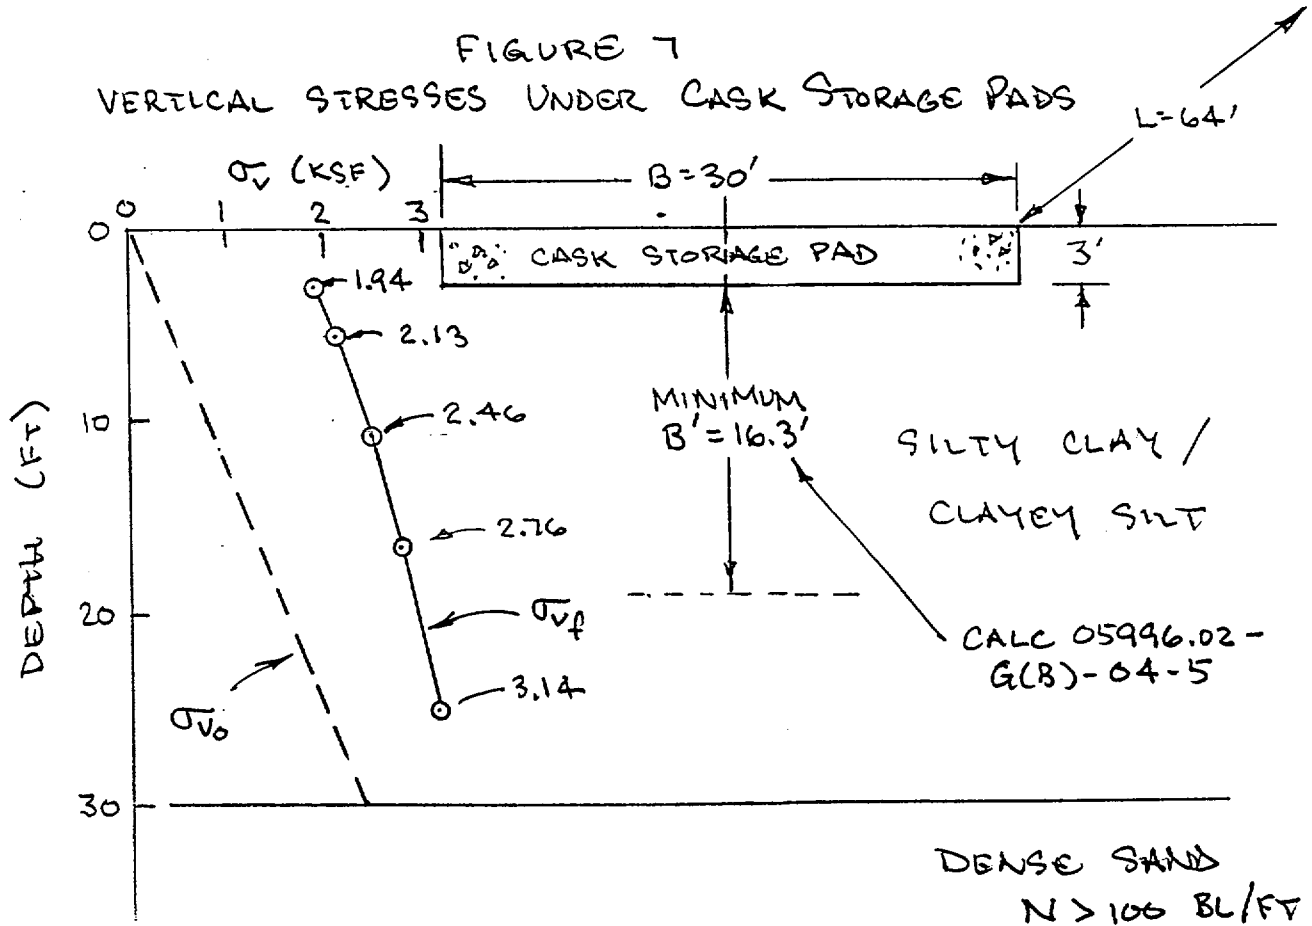 FIGURE 7
VERTICAL STRESSES UNDER CASK STORAGE PADS
L=64'
σv (KSF)
B=30'
0 1 2 3
0
CASK STORAGE PAD
3'
1.94
2.13
2.46
2.76
3.14
σvf
σvo
MINIMUM
B'=16.3'
SILTY CLAY /
CLAYEY SILT
CALC 05996.02-
G(B)-04-5
DEPTH (FT)
10
20
30
DENSE SAND
N > 100 BL/FT